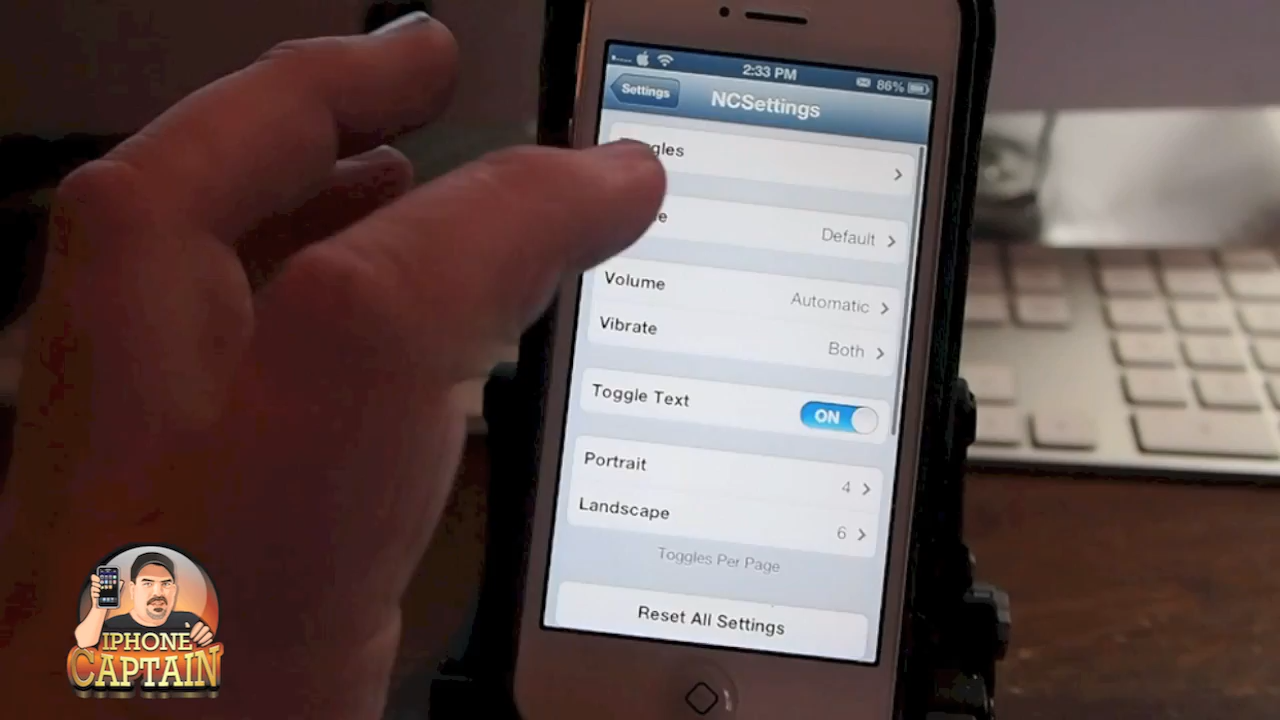 2:33 PM
86%
Settings
NCSettings
Default
Volume
Automatic
Vibrate
Both
Toggle Text
ON
Portrait
4
Landscape
6
Toggles Per Page
Reset All Settings
IPHONE
CAPTAIN